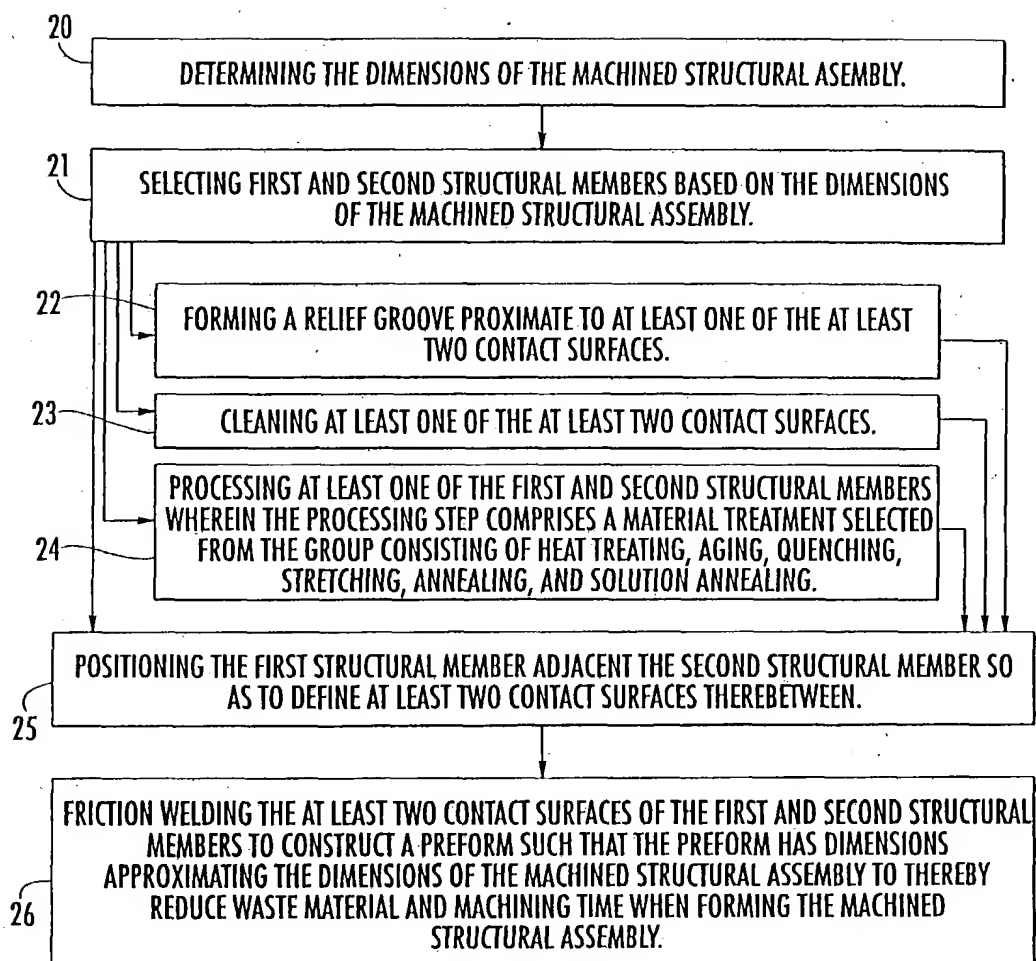 20
DETERMINING THE DIMENSIONS OF THE MACHINED STRUCTURAL ASEMBLY.
21
SELECTING FIRST AND SECOND STRUCTURAL MEMBERS BASED ON THE DIMENSIONS
OF THE MACHINED STRUCTURAL ASSEMBLY.
22
FORMING A RELIEF GROOVE PROXIMATE TO AT LEAST ONE OF THE AT LEAST
TWO CONTACT SURFACES.
23
CLEANING AT LEAST ONE OF THE AT LEAST TWO CONTACT SURFACES.
24
PROCESSING AT LEAST ONE OF THE FIRST AND SECOND STRUCTURAL MEMBERS
WHEREIN THE PROCESSING STEP COMPRISES A MATERIAL TREATMENT SELECTED
FROM THE GROUP CONSISTING OF HEAT TREATING, AGING, QUENCHING,
STRETCHING, ANNEALING, AND SOLUTION ANNEALING.
25
POSITIONING THE FIRST STRUCTURAL MEMBER ADJACENT THE SECOND STRUCTURAL MEMBER SO
AS TO DEFINE AT LEAST TWO CONTACT SURFACES THEREBETWEEN.
26
FRICTION WELDING THE AT LEAST TWO CONTACT SURFACES OF THE FIRST AND SECOND STRUCTURAL
MEMBERS TO CONSTRUCT A PREFORM SUCH THAT THE PREFORM HAS DIMENSIONS
APPROXIMATING THE DIMENSIONS OF THE MACHINED STRUCTURAL ASSEMBLY TO THEREBY
REDUCE WASTE MATERIAL AND MACHINING TIME WHEN FORMING THE MACHINED
STRUCTURAL ASSEMBLY.